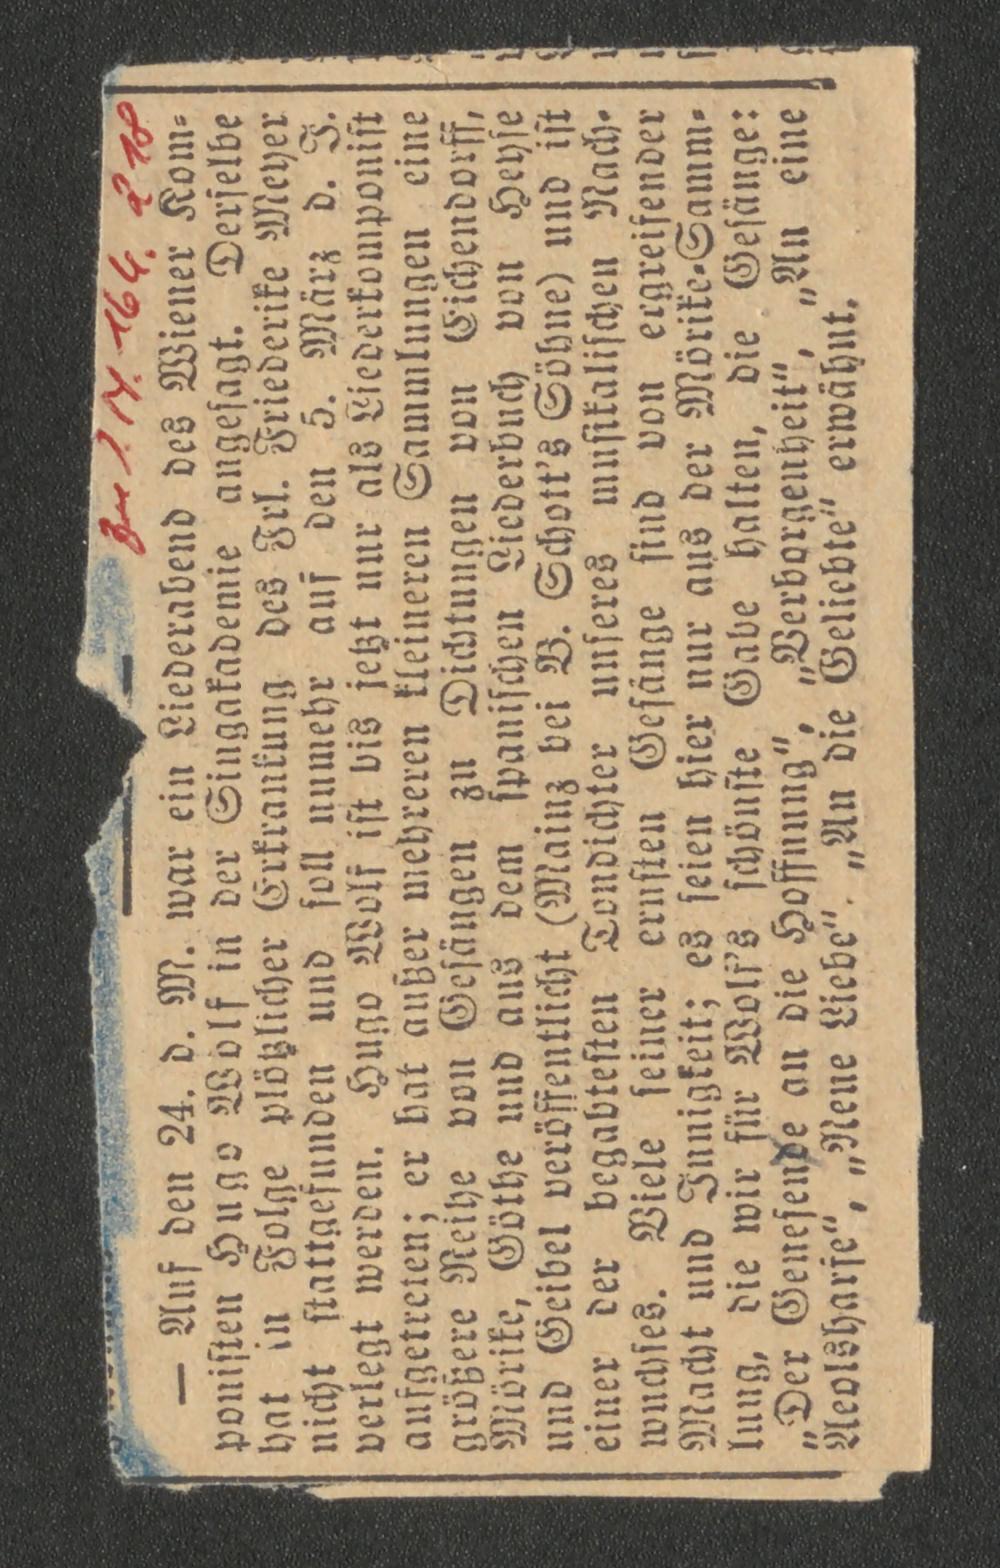 Zu I. N. 164.218
— Auf den 24. d. M. war ein Liederabend des Wiener Kom-
ponisten Hugo Wolf in der Singakademie angesagt. Derselbe
hat in Folge plötzlicher Erkrankung des Frl. Friederike Meyer
nicht stattgefunden und soll nunmehr auf den 5. März d. J.
verlegt werden. Hugo Wolf ist bis jetzt nur als Liederkomponist
aufgetreten; er hat außer mehreren kleineren Sammlungen eine
größere Reihe von Gesängen zu Dichtungen von Eichendorff,
Mörike, Göthe und aus dem spanischen Liederbuch von Heyse
und Geibel veröffentlicht (Mainz bei B. Schott's Söhne) und ist
einer der begabtesten Tondichter unseres musikalischen Nach-
wuchses. Viele seiner ernsten Gesänge sind von ergreifender
Macht und Innigkeit; es seien hier nur aus der Mörike-Samm-
lung, die wir für Wolf's schönste Gabe halten, die Gesänge:
„Der Genesende an die Hoffnung“, „Verborgenheit“, „An eine
Aeolsharfe“, „Neue Liebe“, „An die Geliebte“ erwähnt.